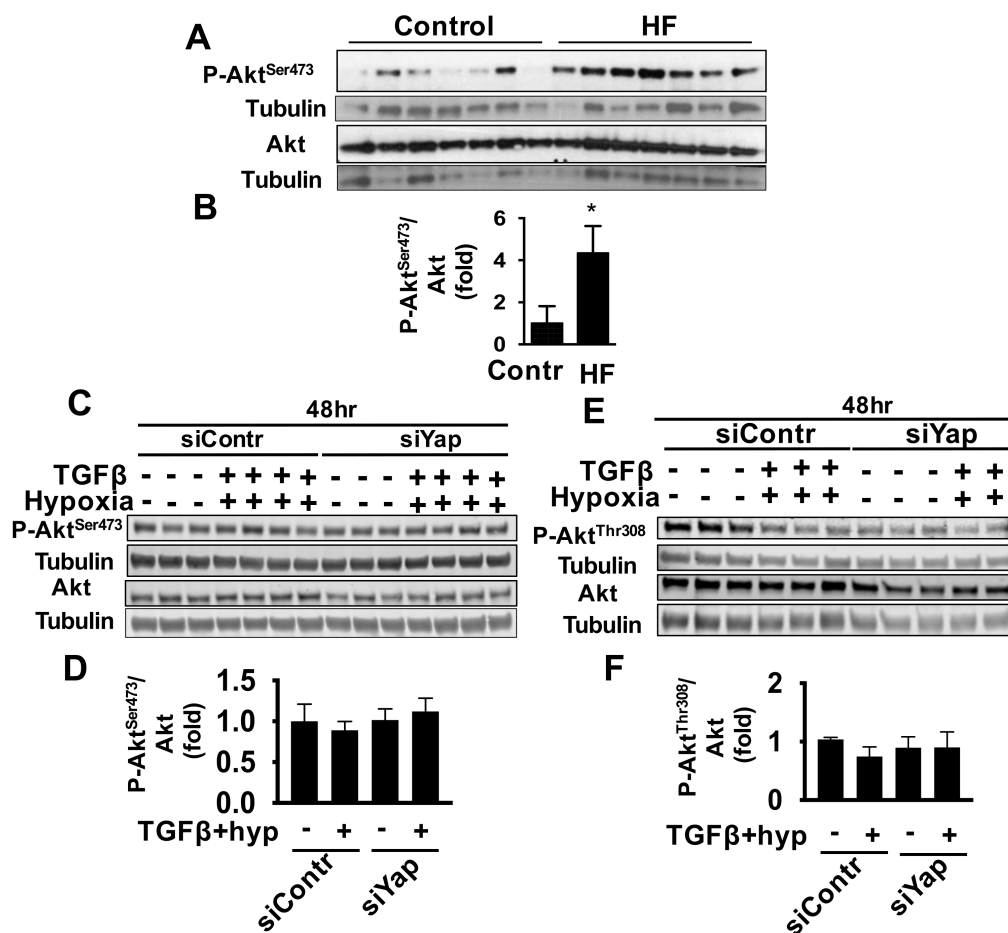 A
Control HF
P-AktSer473
Tubulin
Akt
Tubulin
B
P-AktSer473/
Akt
(fold)
6
4
2
0
*
Contr HF
C
48hr
siContr siYap
TGFβ - - - + + + + - - - + + + +
Hypoxia - - - + + + + - - - + + + +
P-AktSer473
Tubulin
Akt
Tubulin
D
P-AktSer473/
Akt
(fold)
1.5
1.0
0.5
0.0
TGFβ+hyp - + - +
siContr siYap
E
48hr
siContr siYap
TGFβ - - - + + + - - - + +
Hypoxia - - - + + + - - - + +
P-AktThr308
Tubulin
Akt
Tubulin
F
P-AktThr308/
Akt
(fold)
2
1
0
TGFβ+hyp - + - +
siContr siYap